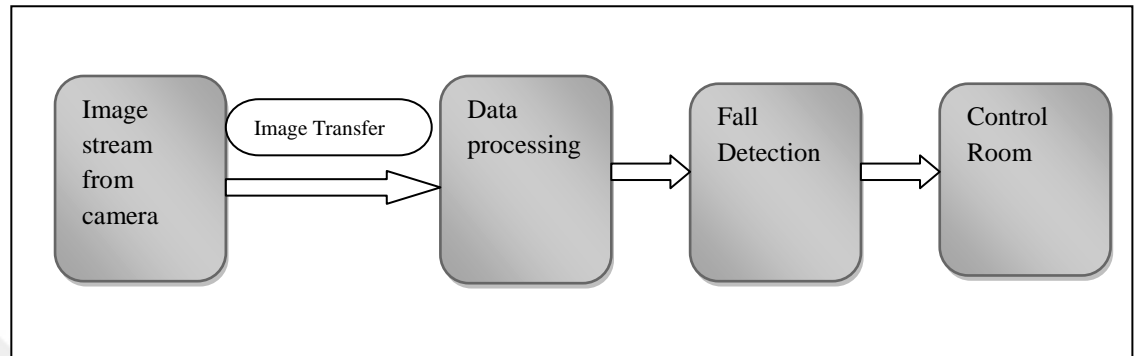 Image
stream
from
camera
Image Transfer
Data
processing
Fall
Detection
Control
Room